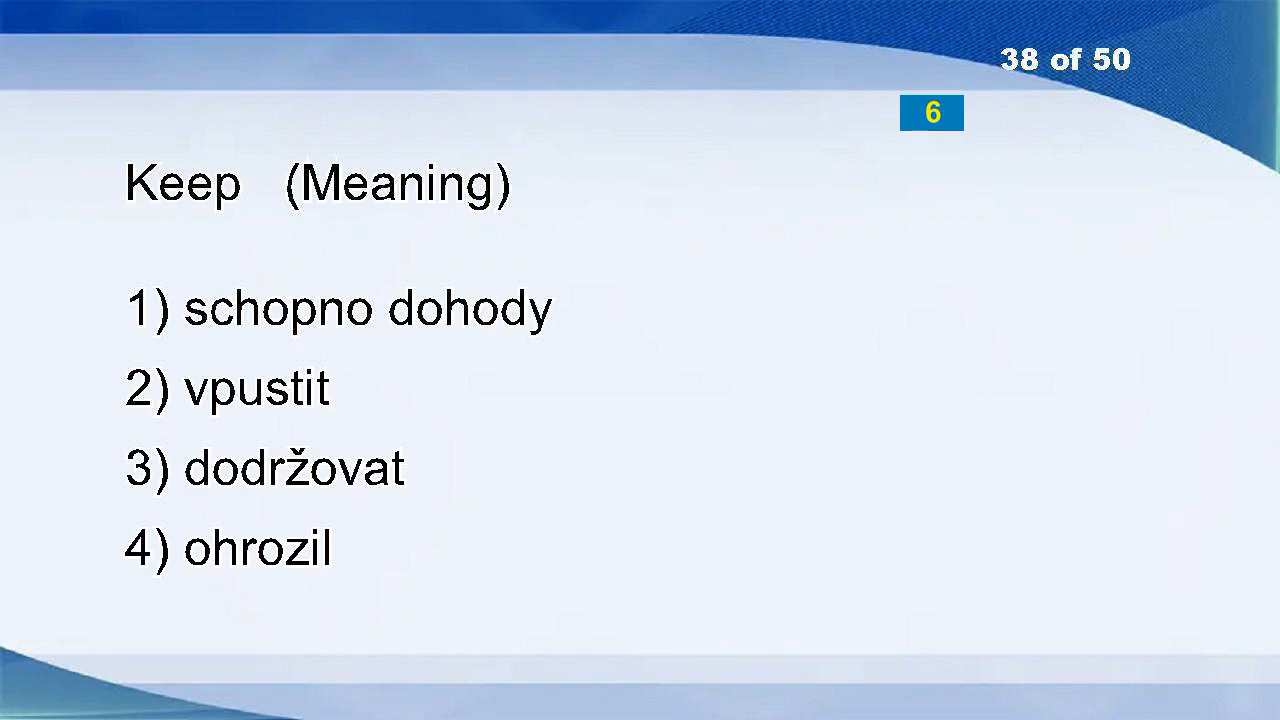 38 of 50
6
Keep (Meaning)
1) schopno dohody
2) vpustit
3) dodržovat
4) ohrozil